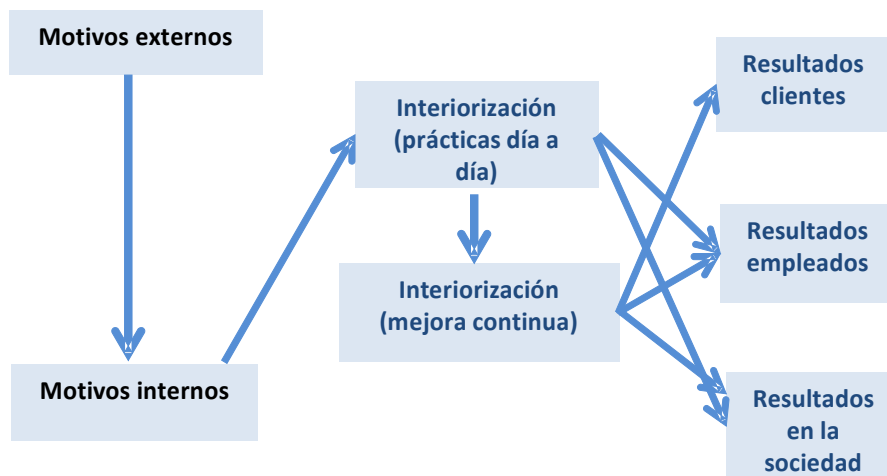 Motivos externos
Motivos internos
Interiorización
(prácticas día a
día)
Interiorización
(mejora continua)
Resultados
clientes
Resultados
empleados
Resultados
en la
sociedad